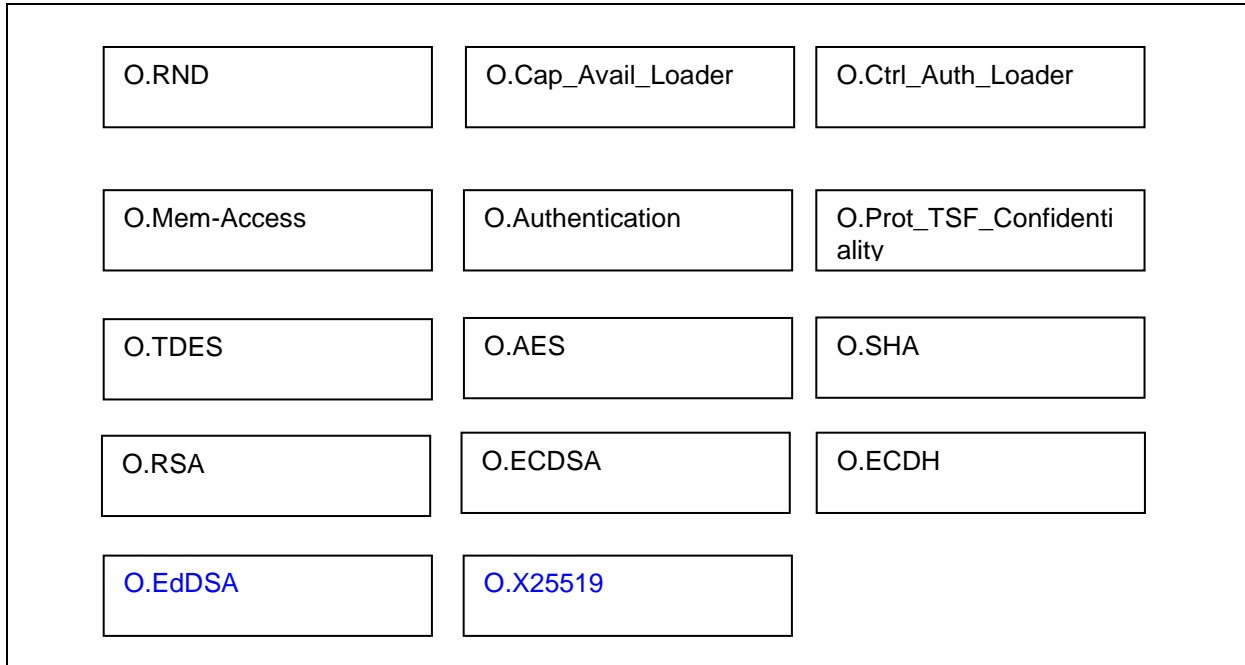 O.RND
O.Cap_Avail_Loader
O.Ctrl_Auth_Loader
O.Mem-Access
O.Authentication
O.Prot_TSF_Confidenti
ality
O.TDES
O.AES
O.SHA
O.RSA
O.ECDSA
O.ECDH
O.EdDSA
O.X25519